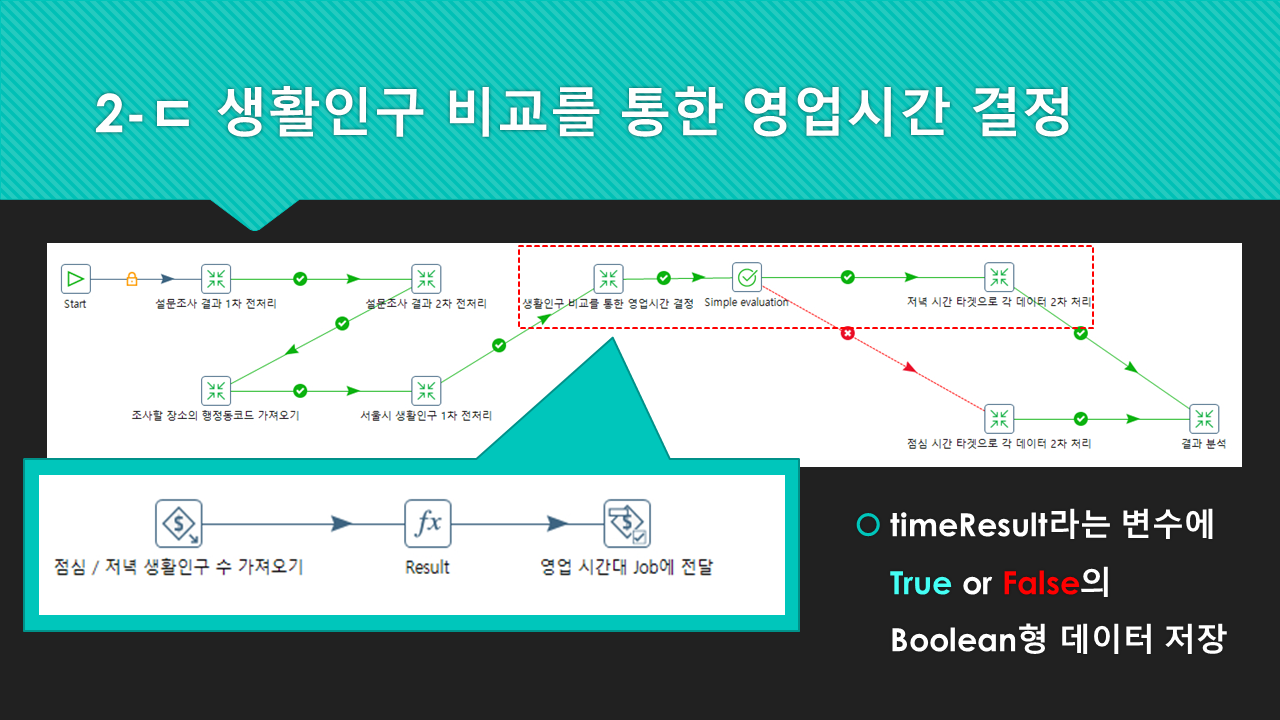 2-ㄷ 생활인구 비교를 통한 영업시간 결정
Start
설문조사 결과 1차 전처리
설문조사 결과 2차 전처리
생활인구 비교를 통한 영업시간 결정
Simple evaluation
저녁 시간 타겟으로 각 데이터 2차 처리
조사할 장소의 행정동코드 가져오기
서울시 생활인구 1차 전처리
점심 시간 타겟으로 각 데이터 2차 처리
결과 분석
점심 / 저녁 생활인구 수 가져오기
Result
영업 시간대 Job에 전달
timeResult라는 변수에
True or False의
Boolean형 데이터 저장